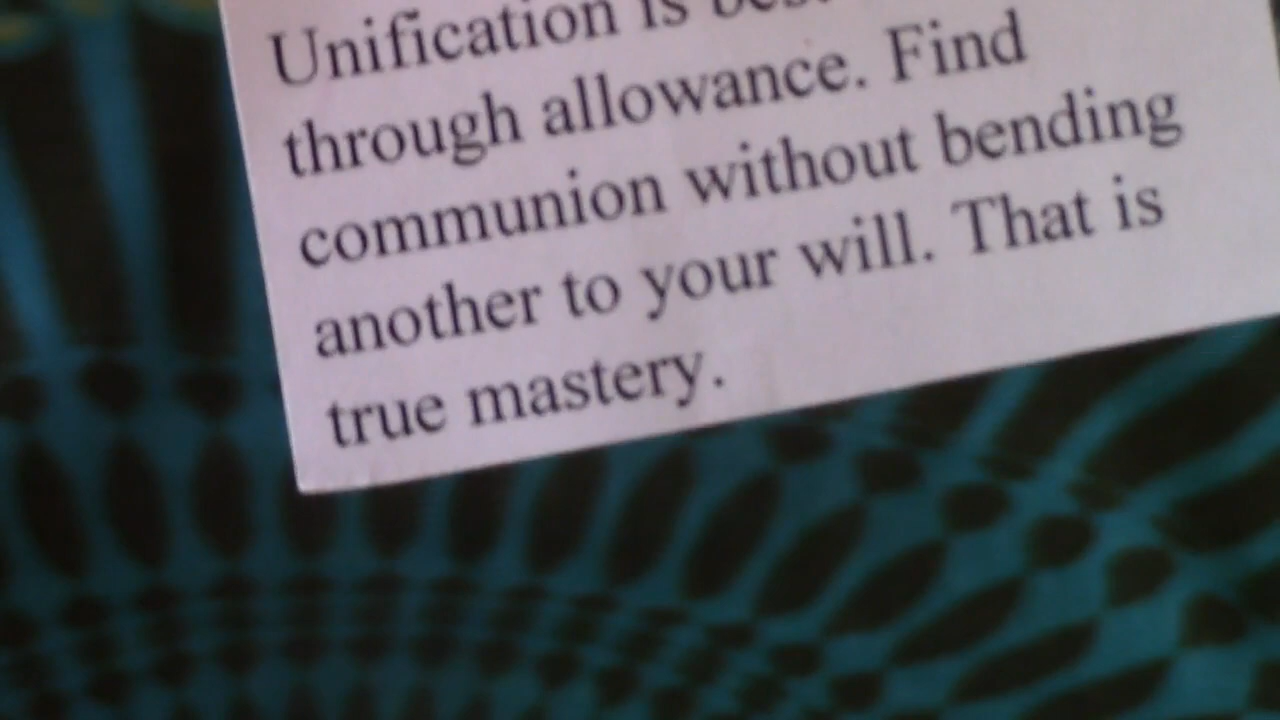 Unification is
through allowance. Find
communion without bending
another to your will. That is
true mastery.